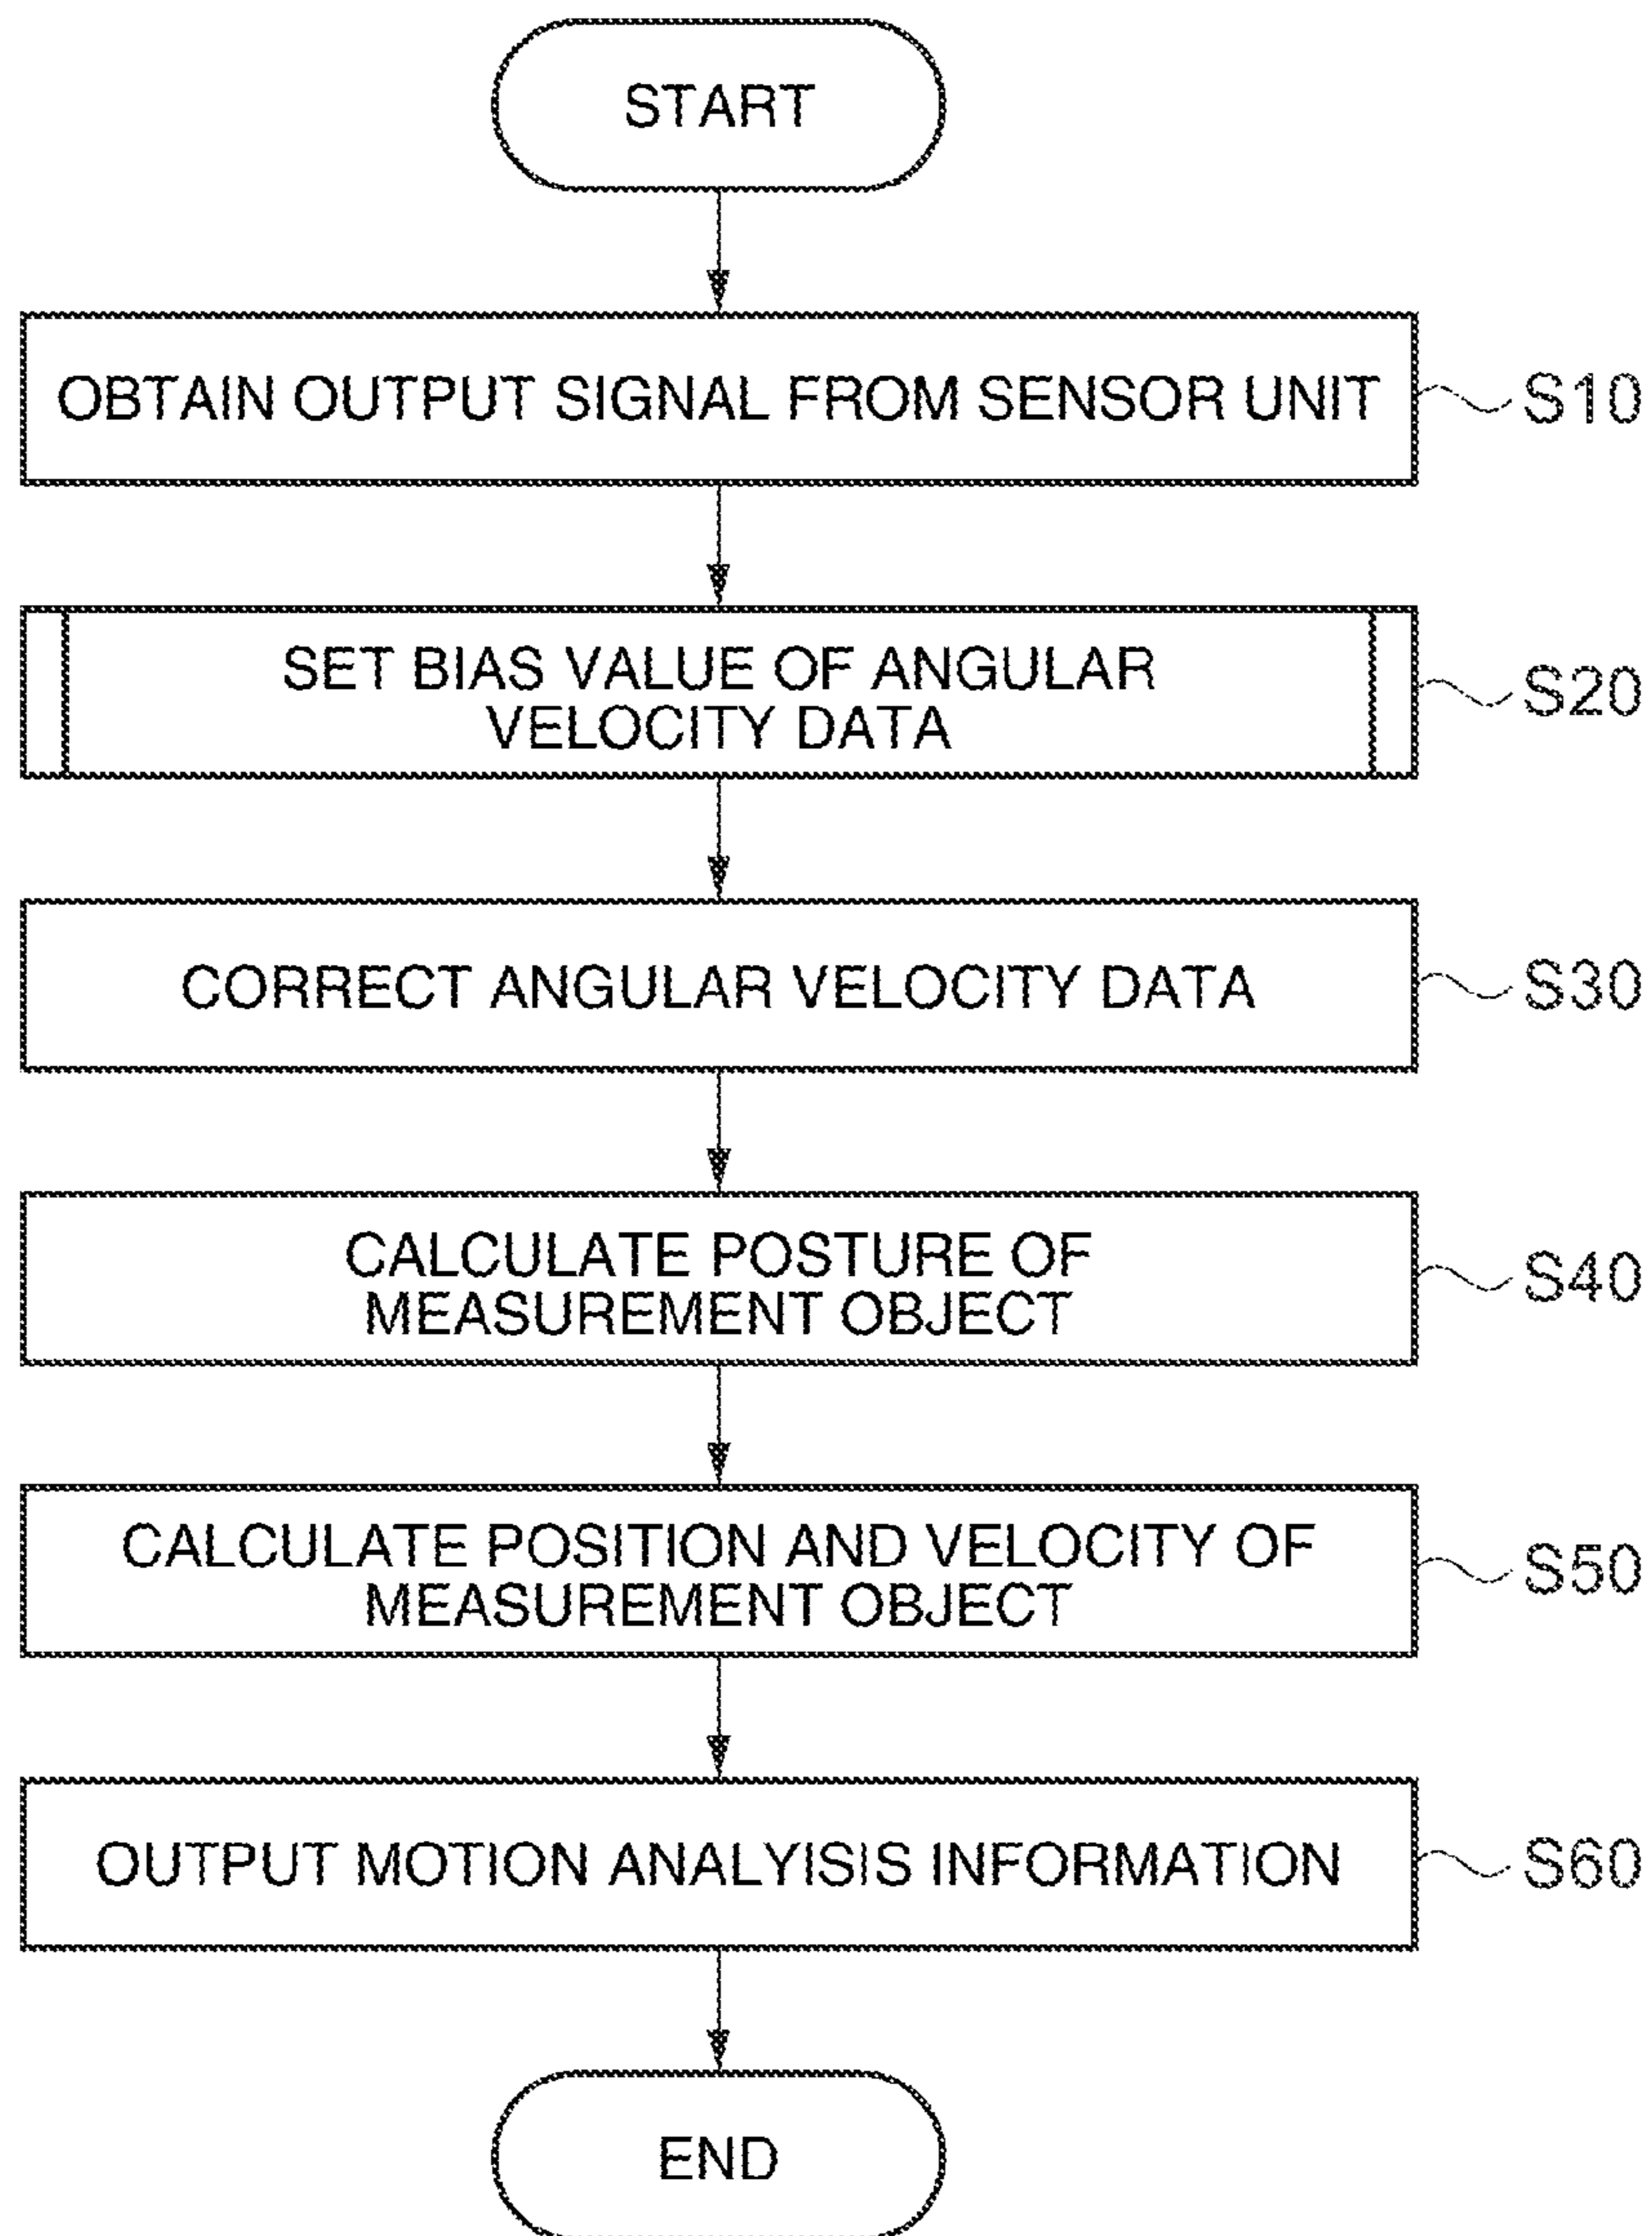 START
OBTAIN OUTPUT SIGNAL FROM SENSOR UNIT
S10
SET BIAS VALUE OF ANGULAR
VELOCITY DATA
S20
CORRECT ANGULAR VELOCITY DATA
S30
CALCULATE POSTURE OF
MEASUREMENT OBJECT
S40
CALCULATE POSITION AND VELOCITY OF
MEASUREMENT OBJECT
S50
OUTPUT MOTION ANALYISIS INFORMATION
S60
END